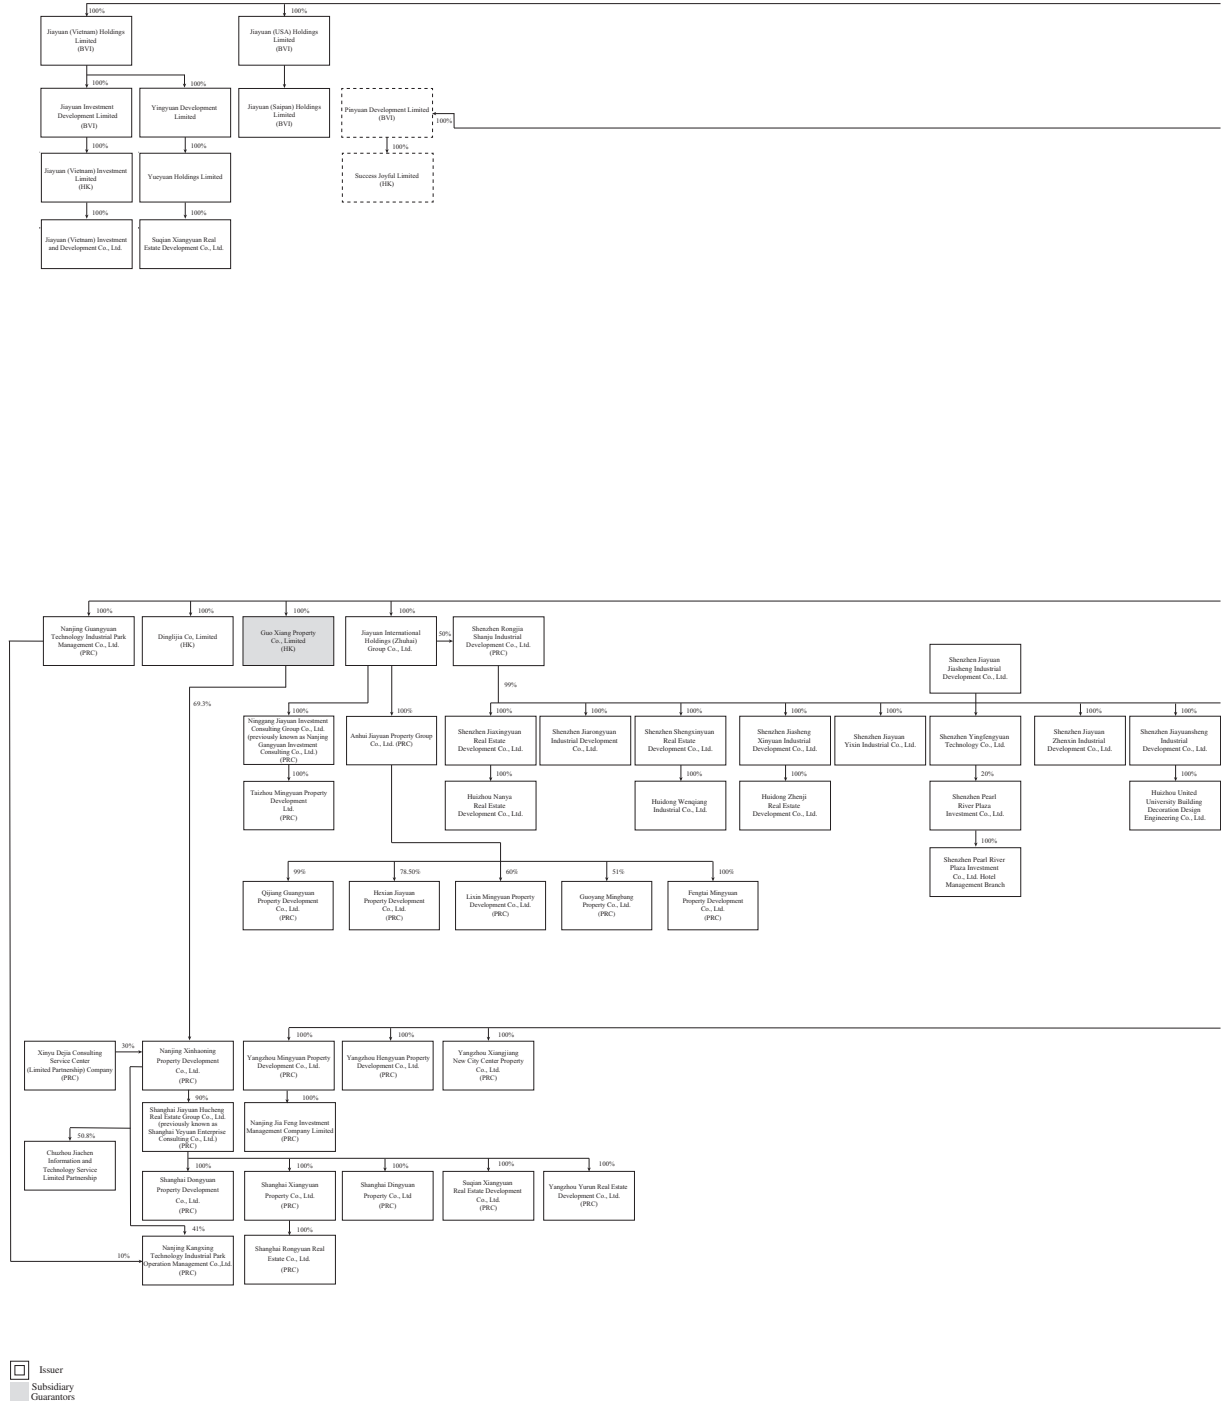 100%
100%
Jiayuan (Vietnam) Holdings
Limited
(BVI)
Jiayuan (USA) Holdings
Limited
(BVI)
100%
100%
100%
Jiayuan Investment
Development Limited
(BVI)
Yingyuan Development
Limited
Jiayuan (Saipan) Holdings
Limited
(BVI)
Pinyuan Development Limited
(BVI)
100%
100%
100%
100%
Jiayuan (Vietnam) Investment
Limited
(HK)
Yueyuan Holdings Limited
Success Joyful Limited
(HK)
100%
100%
Jiayuan (Vietnam) Investment
and Development Co., Ltd.
Suqian Xiangyuan Real
Estate Development Co., Ltd.
100%
100%
100%
100%
Nanjing Guangyuan
Technology Industrial Park
Management Co., Ltd.
(PRC)
Dinglijia Co, Limited
(HK)
Guo Xiang Property
Co., Limited
(HK)
Jiayuan International
Holdings (Zhuhai)
Group Co., Ltd.
50%
Shenzhen Rongjia
Shanju Industrial
Development Co., Ltd.
(PRC)
Shenzhen Jiayuan
Jiasheng Industrial
Development Co., Ltd.
99%
69.3%
100%
100%
100%
100%
100%
100%
100%
100%
100%
100%
Ninggang Jiayuan Investment
Consulting Group Co., Ltd.
(previously known as Nanjing
Gangyuan Investment
Consulting Co., Ltd.)
(PRC)
Anhui Jiayuan Property Group
Co., Ltd. (PRC)
Shenzhen Jiaxingyuan
Real Estate
Development Co., Ltd.
Shenzhen Jiarongyuan
Industrial Development
Co., Ltd.
Shenzhen Shengxinyuan
Real Estate
Development Co., Ltd.
Shenzhen Jiasheng
Xinyuan Industrial
Development Co., Ltd.
Shenzhen Jiayuan
Yixin Industrial Co., Ltd.
Shenzhen Yingfengyuan
Technology Co., Ltd.
Shenzhen Jiayuan
Zhenxin Industrial
Development Co., Ltd.
Shenzhen Jiayuansheng
Industrial
Development Co., Ltd.
100%
100%
100%
100%
20%
100%
Taizhou Mingyuan Property
Development
Ltd.
(PRC)
Huizhou Nanya
Real Estate
Development Co., Ltd.
Huidong Wenqiang
Industrial Co., Ltd.
Huidong Zhenji
Real Estate
Development Co., Ltd.
Shenzhen Pearl
River Plaza
Investment Co., Ltd.
Huizhou United
University Building
Decoration Design
Engineering Co., Ltd.
100%
Shenzhen Pearl River
Plaza Investment
Co., Ltd. Hotel
Management Branch
99%
78.50%
60%
51%
100%
Qijiang Guangyuan
Property Development
Co., Ltd.
(PRC)
Hexian Jiayuan
Property Development
Co., Ltd.
(PRC)
Lixin Mingyuan Property
Development Co., Ltd.
(PRC)
Guoyang Mingbang
Property Co., Ltd.
(PRC)
Fengtai Mingyuan
Property Development
Co., Ltd.
(PRC)
100%
100%
100%
Xinyu Dejia Consulting
Service Center
(Limited Partnership) Company
(PRC)
30%
Nanjing Xinhaoning
Property Development
Co., Ltd.
(PRC)
Yangzhou Mingyuan Property
Development Co., Ltd.
(PRC)
Yangzhou Hengyuan Property
Development Co., Ltd.
(PRC)
Yangzhou Xiangjiang
New City Center Property
Co., Ltd.
(PRC)
90%
100%
Shanghai Jiayuan Hucheng
Real Estate Group Co., Ltd.
(previously known as
Shanghai Yeyuan Enterprise
Consulting Co., Ltd.)
(PRC)
Nanjing Jia Feng Investment
Management Company Limited
(PRC)
50.8%
Chuzhou Jiachen
Information and
Technology Service
Limited Partnership
100%
100%
100%
100%
100%
Shanghai Dongyuan
Property Development
Co., Ltd.
(PRC)
Shanghai Xiangyuan
Property Co., Ltd.
(PRC)
Shanghai Dingyuan
Property Co., Ltd
(PRC)
Suqian Xiangyuan
Real Estate Development
Co., Ltd.
(PRC)
Yangzhou Yurun Real Estate
Development Co., Ltd.
(PRC)
41%
100%
10%
Nanjing Kangxing
Technology Industrial Park
Operation Management Co.,Ltd.
(PRC)
Shanghai Rongyuan Real
Estate Co., Ltd.
(PRC)
Issuer
Subsidiary
Guarantors